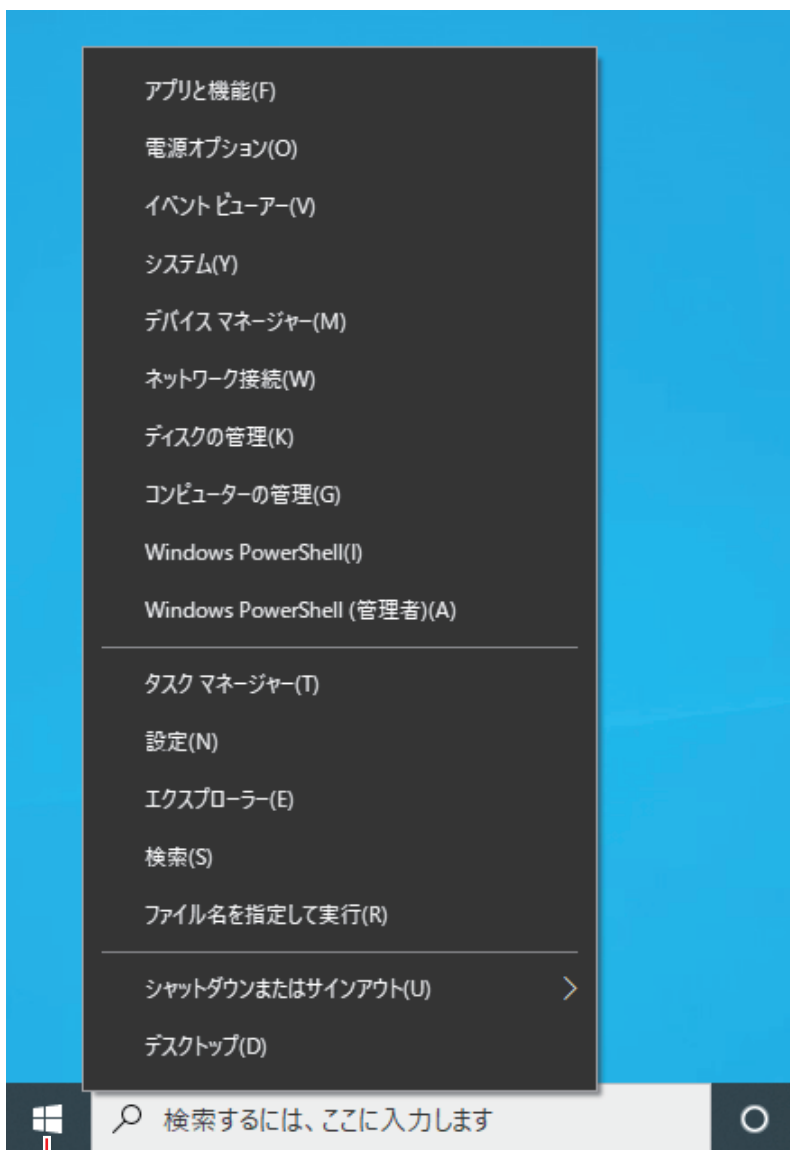 アプリと機能(F)
電源オプション(O)
イベント ビューアー(V)
システム(Y)
デバイス マネージャー(M)
ネットワーク接続(W)
ディスクの管理(K)
コンピューターの管理(G)
Windows PowerShell(I)
Windows PowerShell (管理者)(A)
タスク マネージャー(T)
設定(N)
エクスプローラー(E)
検索(S)
ファイル名を指定して実行(R)
シャットダウンまたはサインアウト(U)
デスクトップ(D)
検索するには、ここに入力します